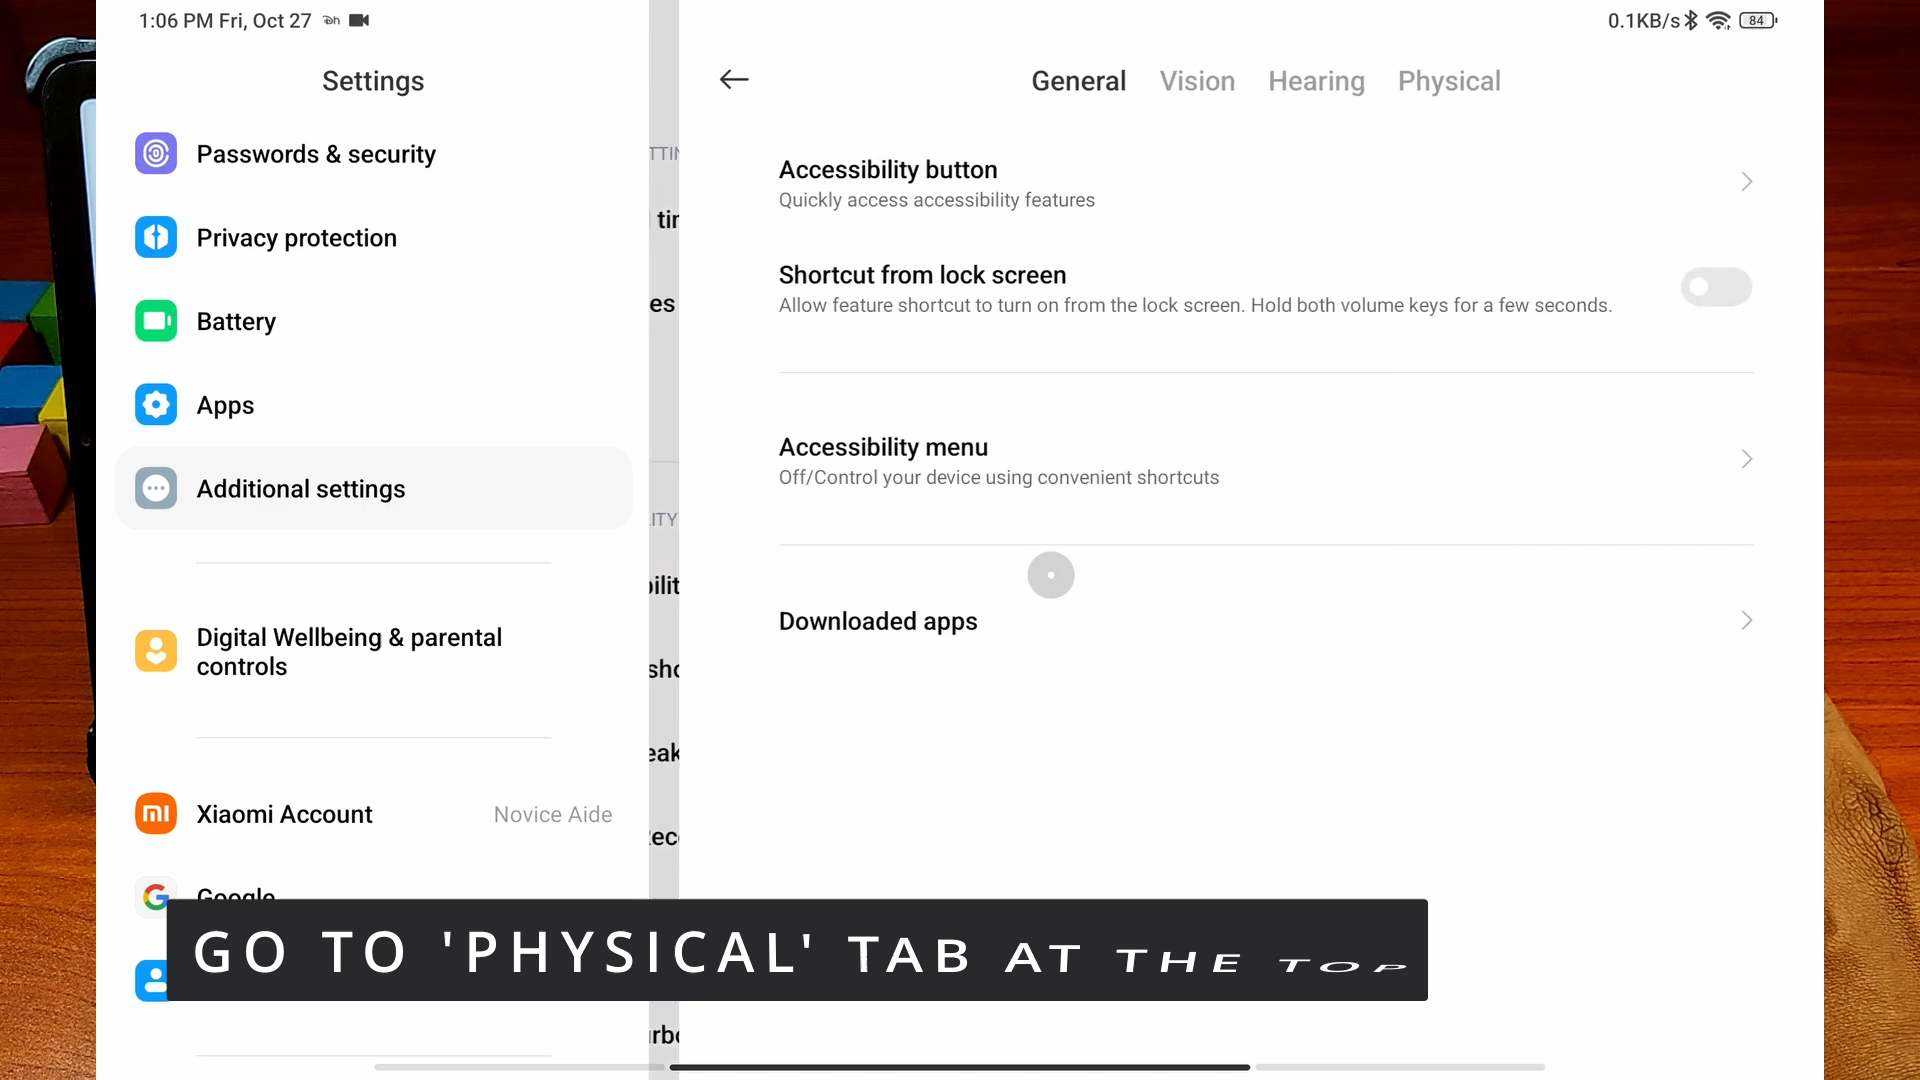 1:06 PM Fri, Oct 27
0.1KB/s
84
Settings
Passwords & security
Privacy protection
Battery
Apps
Additional settings
Digital Wellbeing & parental
controls
Xiaomi Account
Novice Aide
Google
General Vision Hearing Physical
Accessibility button
Quickly access accessibility features
Shortcut from lock screen
Allow feature shortcut to turn on from the lock screen. Hold both volume keys for a few seconds.
Accessibility menu
Off/Control your device using convenient shortcuts
Downloaded apps
GO TO 'PHYSICAL' TAB AT THE TOP